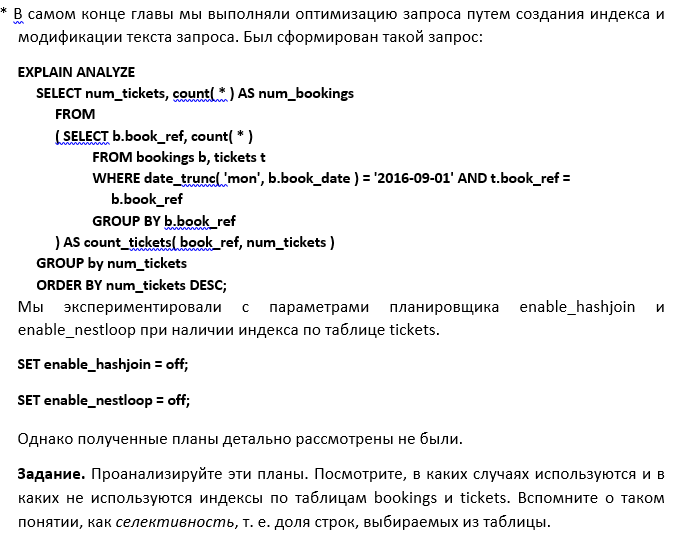 * В самом конце главы мы выполняли оптимизацию запроса путем создания индекса и
модификации текста запроса. Был сформирован такой запрос:
EXPLAIN ANALYZE
SELECT num_tickets, count( * ) AS num_bookings
FROM
( SELECT b.book_ref, count( * )
FROM bookings b, tickets t
WHERE date_trunc( 'mon', b.book_date ) = '2016-09-01' AND t.book_ref =
b.book_ref
GROUP BY b.book_ref
) AS count_tickets( book_ref, num_tickets )
GROUP by num_tickets
ORDER BY num_tickets DESC;
Мы экспериментировали с параметрами планировщика enable_hashjoin и
enable_nestloop при наличии индекса по таблице tickets.
SET enable_hashjoin = off;
SET enable_nestloop = off;
Однако полученные планы детально рассмотрены не были.
Задание. Проанализируйте эти планы. Посмотрите, в каких случаях используются и в
каких не используются индексы по таблицам bookings и tickets. Вспомните о таком
понятии, как селективность, т. е. доля строк, выбираемых из таблицы.